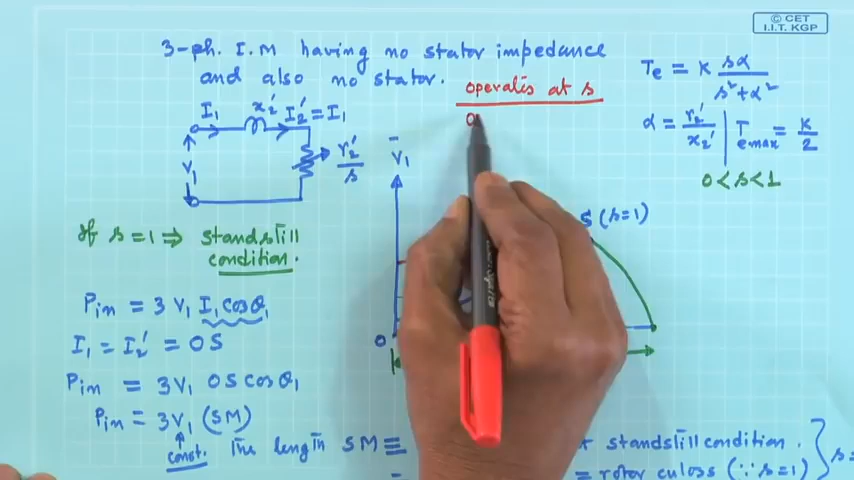 © CET
I.I.T. KGP
3-ph. I.M having no stator impedance
and also no stator.
operates at s
I₁ x₂' I₂' = I₁
V₁
r₂'/s
V̄₁
Te = K sα/(s² + α²)
α = r₂'/x₂' | Temax = K/2
0 < s < 1
If s = 1 ⇒ standstill
condition.
S (s=1)
Pin = 3 V₁ I₁ cosθ₁
I₁ = I₂' = OS
O
Pin = 3V₁ OS cosθ₁
Pin = 3V₁ (SM)
const.
The length SM ≡
t standstill condition.
= rotor culoss (∵ s=1)